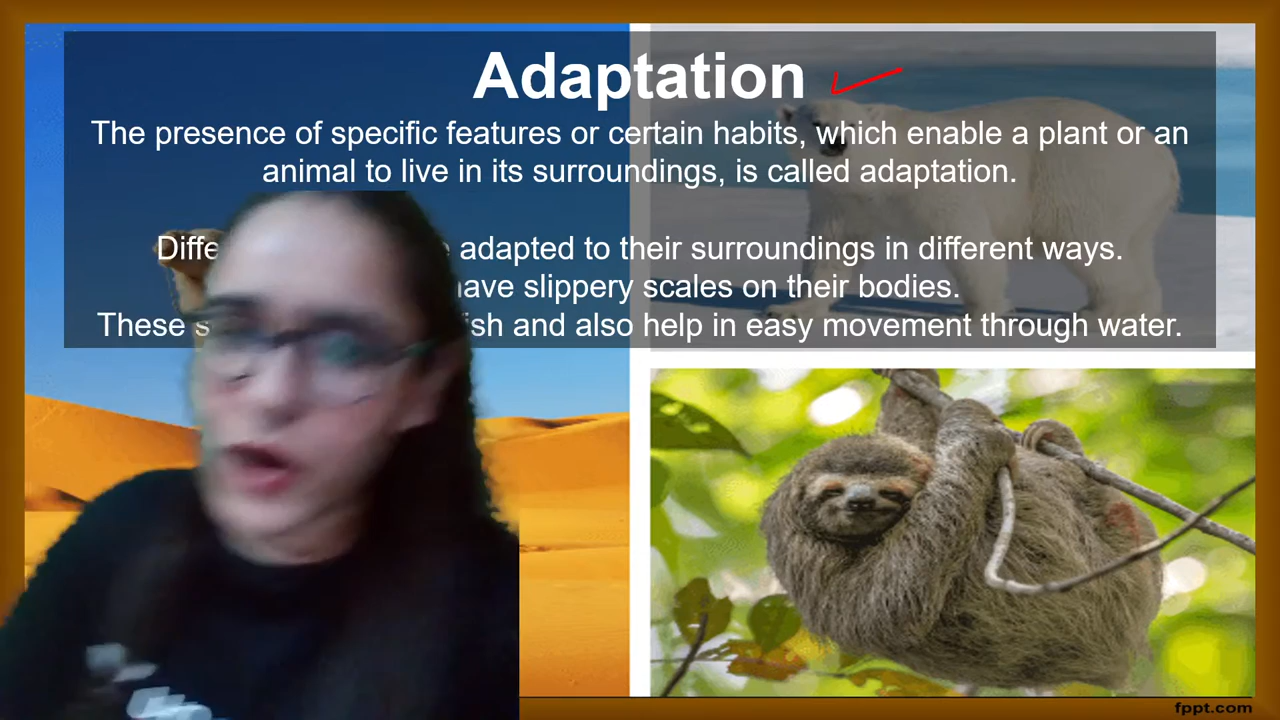 Adaptation
The presence of specific features or certain habits, which enable a plant or an
animal to live in its surroundings, is called adaptation.
adapted to their surroundings in different ways.
have slippery scales on their bodies.
These and also help in easy movement through water.
fppt.com